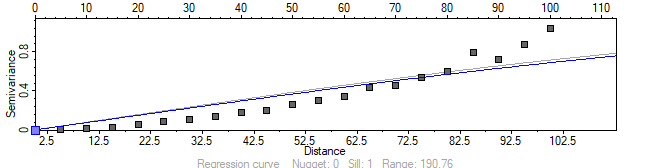 0 10 20 30 40 50 60 70 80 90 100 110
Semivariance
0.8
0.4
0
2.5 12.5 22.5 32.5 42.5 52.5 62.5 72.5 82.5 92.5 102.5
Distance
Regression curve Nugget: 0 Sill: 1 Range: 190.76